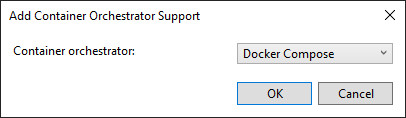 Add Container Orchestrator Support
Container orchestrator: Docker Compose
OK Cancel